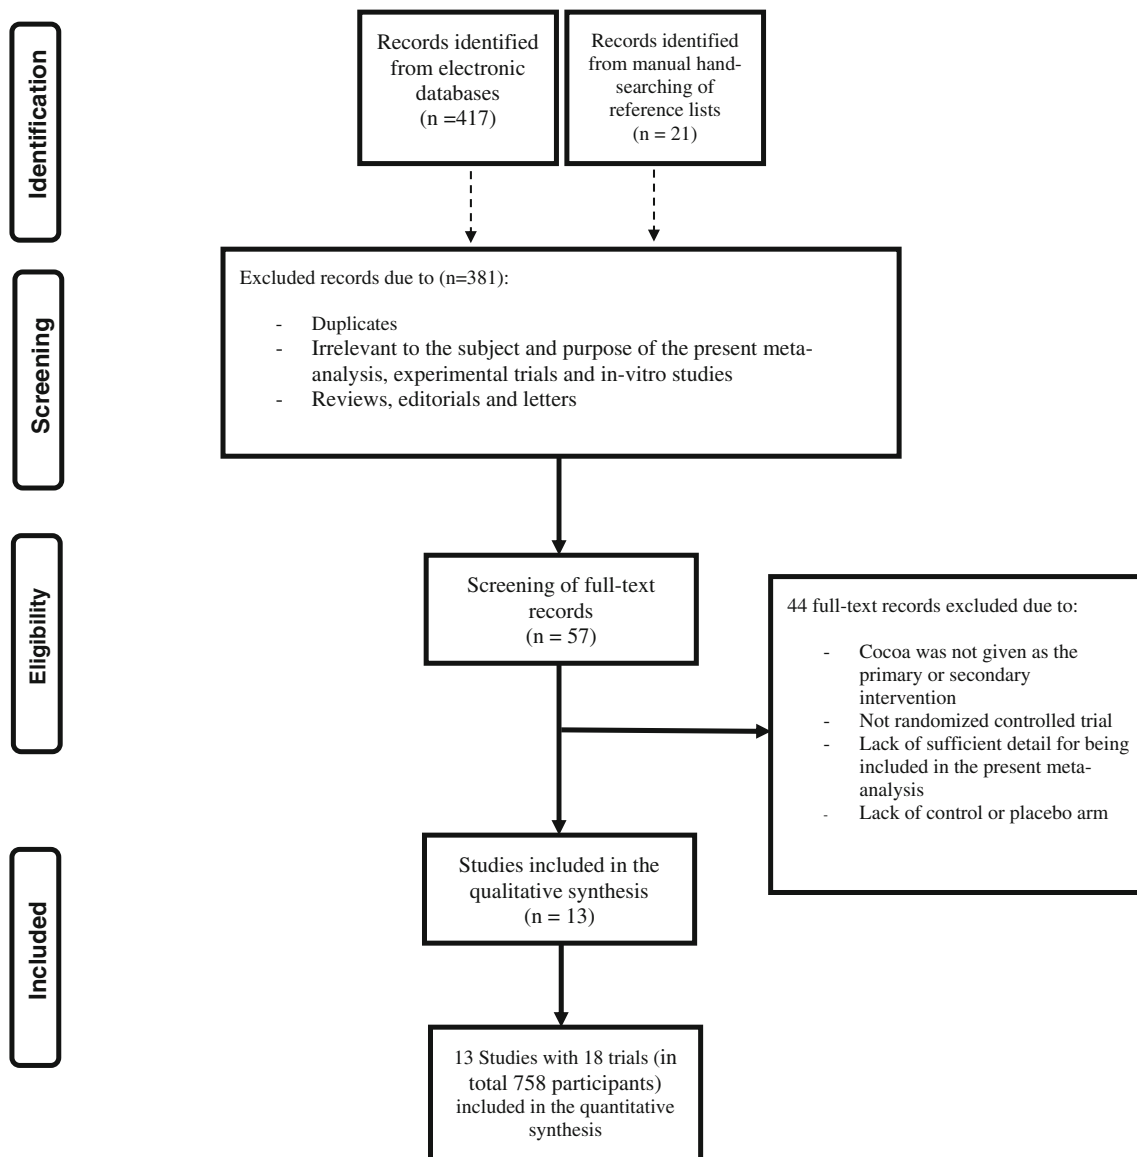 Identification
Records identified
from electronic
databases
(n =417)
Records identified
from manual hand-
searching of
reference lists
(n = 21)
Screening
Excluded records due to (n=381):
- Duplicates
- Irrelevant to the subject and purpose of the present meta-
analysis, experimental trials and in-vitro studies
- Reviews, editorials and letters
Eligibility
Screening of full-text
records
(n = 57)
44 full-text records excluded due to:
- Cocoa was not given as the
primary or secondary
intervention
- Not randomized controlled trial
- Lack of sufficient detail for being
included in the present meta-
analysis
- Lack of control or placebo arm
Included
Studies included in the
qualitative synthesis
(n = 13)
13 Studies with 18 trials (in
total 758 participants)
included in the quantitative
synthesis